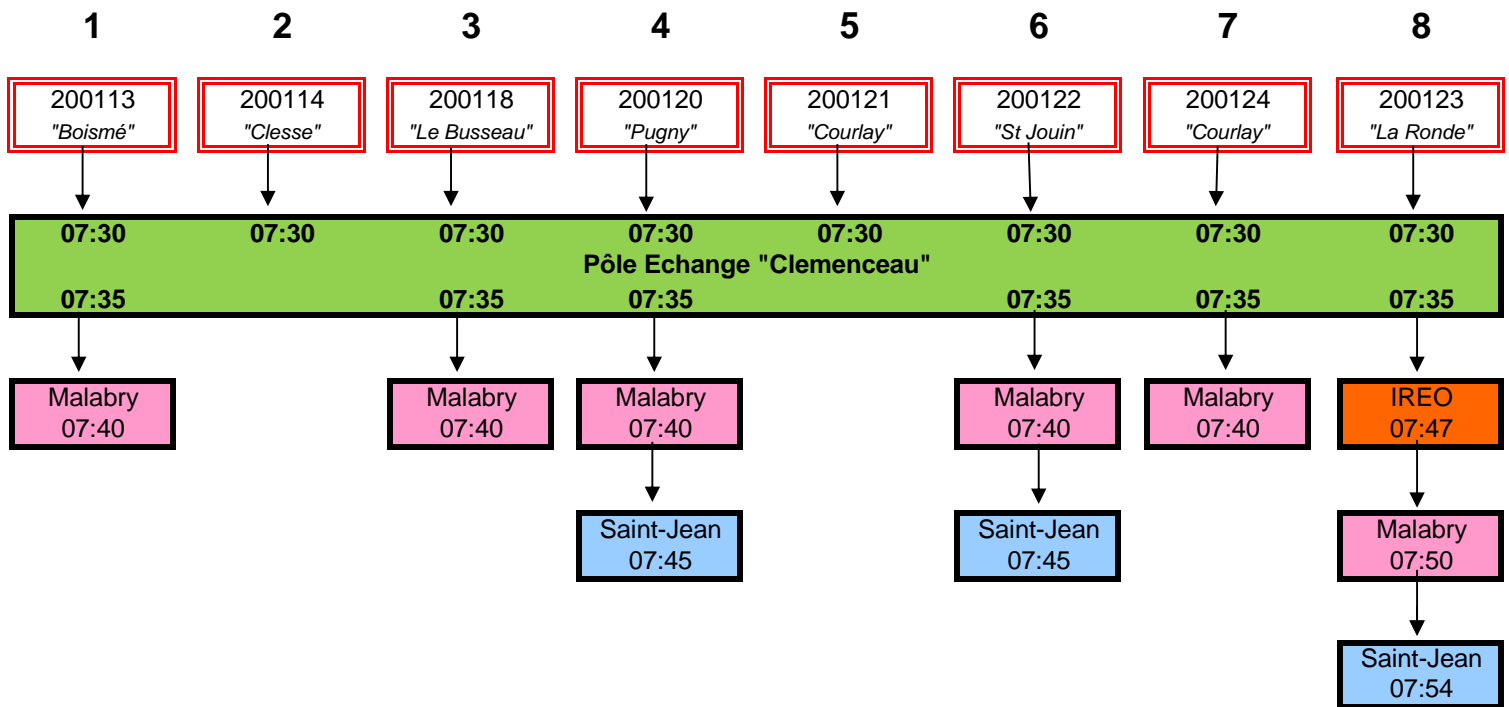 1 2 3 4 5 6 7 8
200113 200114 200118 200120 200121 200122 200124 200123
"Boismé" "Clesse" "Le Busseau" "Pugny" "Courlay" "St Jouin" "Courlay" "La Ronde"
07:30 07:30 07:30 07:30 07:30 07:30 07:30 07:30
Pôle Echange "Clemenceau"
07:35 07:35 07:35 07:35 07:35 07:35
Malabry Malabry Malabry Malabry Malabry IREO
07:40 07:40 07:40 07:40 07:40 07:47
Saint-Jean Saint-Jean Malabry
07:45 07:45 07:50
Saint-Jean
07:54